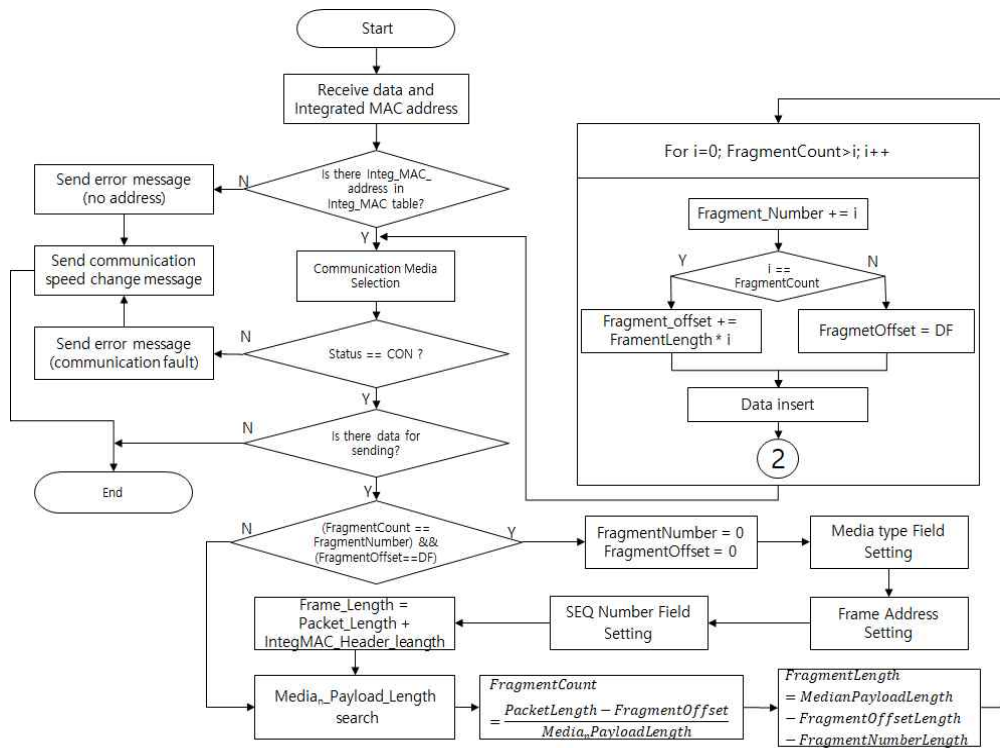 Start
Receive data and
Integrated MAC address
Is there Integ_MAC_
address in
Integ_MAC table?
N
Y
Send error message
(no address)
Send communication
speed change message
Send error message
(communication fault)
Communication Media
Selection
Status == CON ?
N
Y
Is there data for
sending?
N
Y
End
(FragmentCount ==
FragmentNumber) &&
(FragmentOffset==DF)
N
Y
FragmentNumber = 0
FragmentOffset = 0
Media type Field
Setting
Frame Address
Setting
SEQ Number Field
Setting
Frame_Length =
Packet_Length +
IntegMAC_Header_leangth
Mediaₙ_Payload_Length
search
FragmentCount
= PacketLength − FragmentOffset
MediaₙPayloadLength
FragmentLength
= MedianPayloadLength
− FragmentOffsetLength
− FragmentNumberLength
For i=0; FragmentCount>i; i++
Fragment_Number += i
i ==
FragmentCount
Y
N
Fragment_offset +=
FramentLength * i
FragmetOffset = DF
Data insert
2